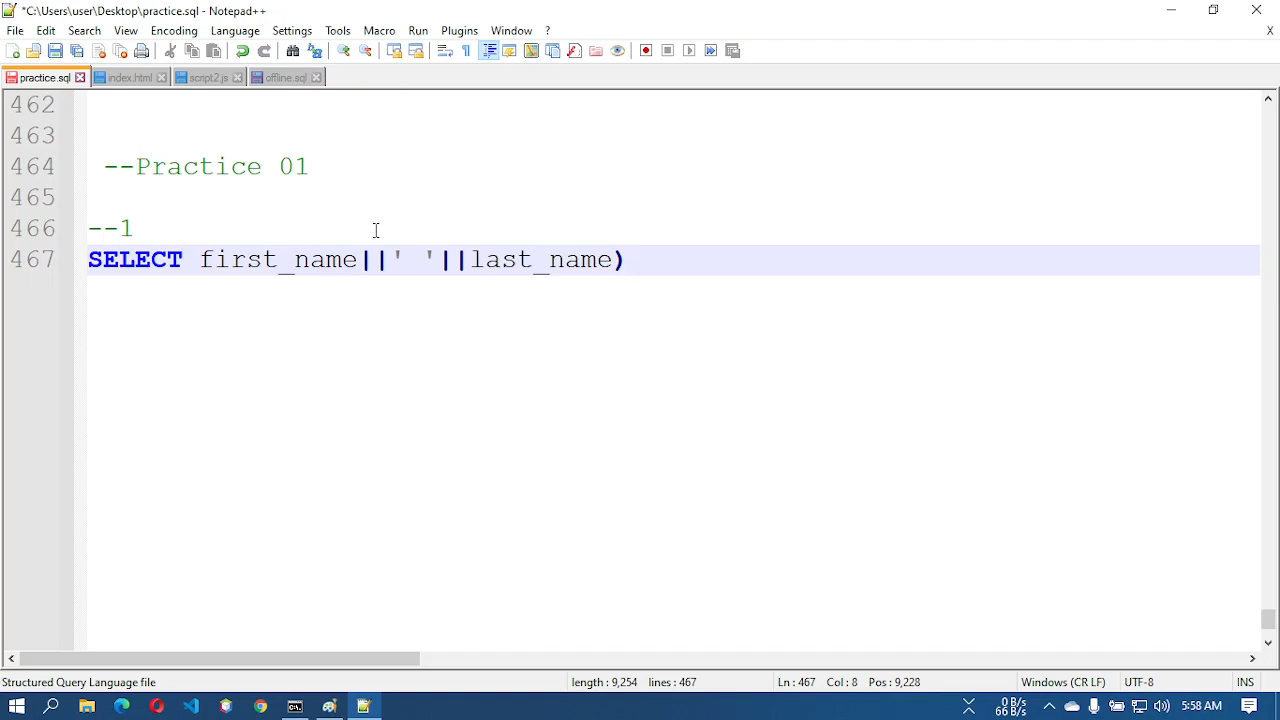 *C:\Users\user\Desktop\practice.sql - Notepad++
File Edit Search View Encoding Language Settings Tools Macro Run Plugins Window ? X
practice.sql index.html script2.js offline.sql
462
463
464 --Practice 01
465
466 --1
467 SELECT first_name||' '||last_name)
Structured Query Language file length : 9,254 lines : 467 Ln : 467 Col : 8 Pos : 9,228 Windows (CR LF) UTF-8 INS
0 B/s
66 B/s
5:58 AM